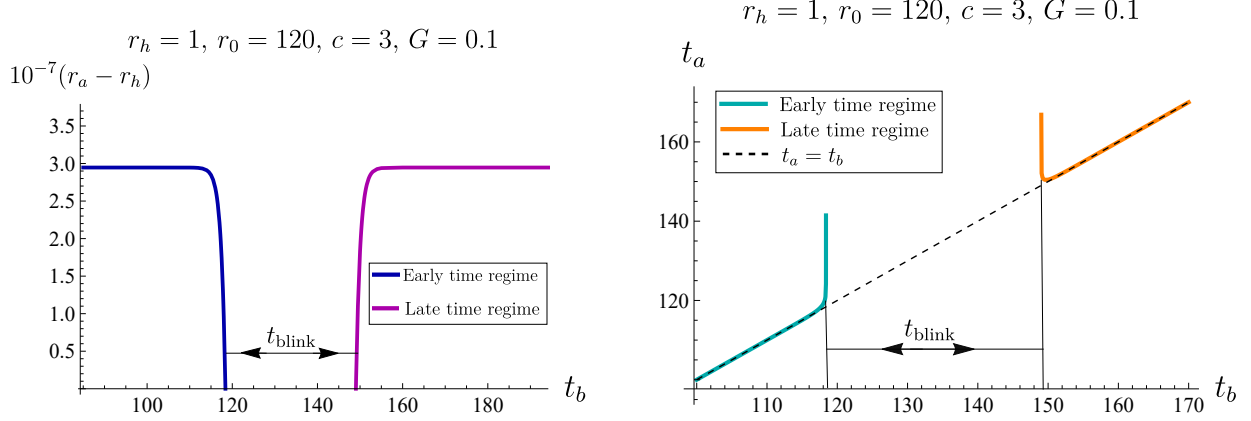 r_h = 1, r_0 = 120, c = 3, G = 0.1
10^{-7}(r_a − r_h)
3.5
3.0
2.5
2.0
1.5
1.0
0.5
Early time regime
Late time regime
t_blink
100 120 140 160 180
t_b
r_h = 1, r_0 = 120, c = 3, G = 0.1
t_a
Early time regime
Late time regime
t_a = t_b
160
140
120
t_blink
110 120 130 140 150 160 170
t_b